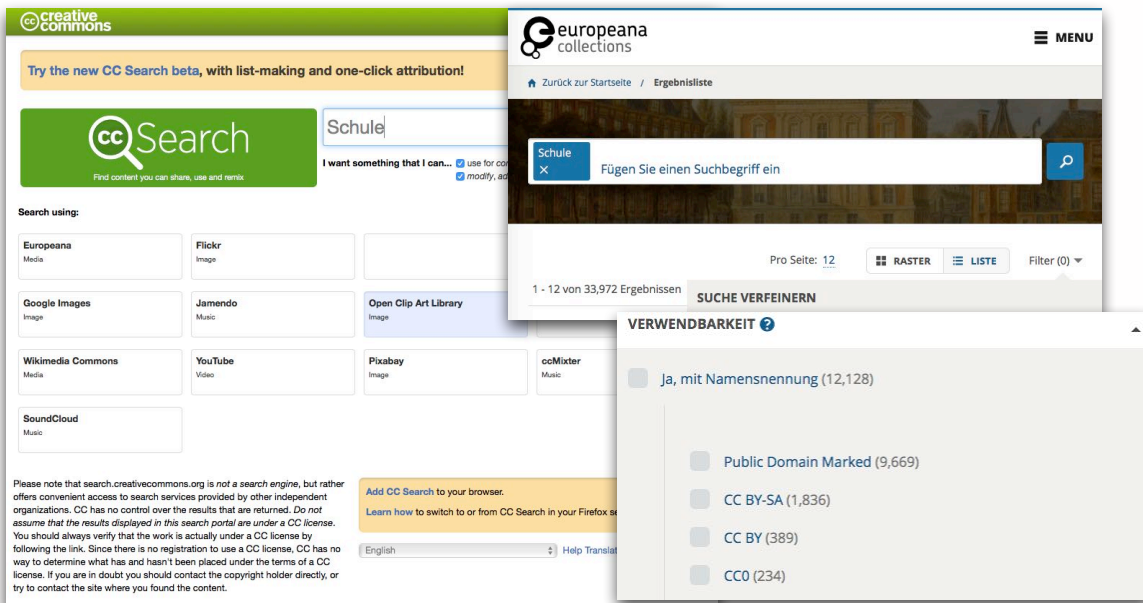 creative
commons
Try the new CC Search beta, with list-making and one-click attribution!
cc Search
Find content you can share, use and remix
Schule
I want something that I can... use for
modify,
Search using:
Europeana
Media
Flickr
Image
Google Images
Image
Jamendo
Music
Open Clip Art Library
Image
Wikimedia Commons
Media
YouTube
Video
Pixabay
Image
ccMixter
Music
SoundCloud
Music
Please note that search.creativecommons.org is not a search engine, but rather
offers convenient access to search services provided by other independent
organizations. CC has no control over the results that are returned. Do not
assume that the results displayed in this search portal are under a CC license.
You should always verify that the work is actually under a CC license by
following the link. Since there is no registration to use a CC license, CC has no
way to determine what has and hasn't been placed under the terms of a CC
license. If you are in doubt you should contact the copyright holder directly, or
try to contact the site where you found the content.
Add CC Search to your browser.
Learn how to switch to or from CC Search in your Firefox
English
Help
europeana
collections
MENU
Zurück zur Startseite / Ergebnisliste
Schule
×
Fügen Sie einen Suchbegriff ein
Pro Seite: 12
RASTER
LISTE
Filter (0)
1 - 12 von 33,972 Ergebnissen
SUCHE VERFEINERN
VERWENDBARKEIT ?
Ja, mit Namensnennung (12,128)
Public Domain Marked (9,669)
CC BY-SA (1,836)
CC BY (389)
CC0 (234)